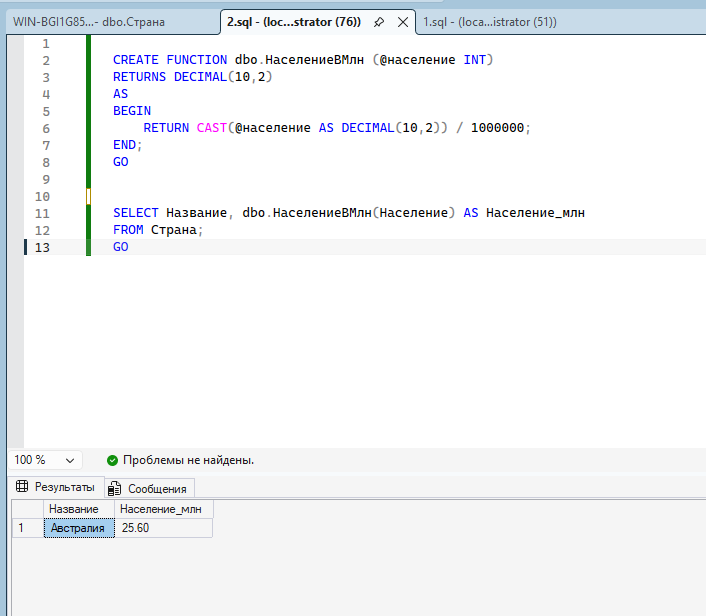 WIN-BGI1G85...- dbo.Страна
2.sql - (loc...strator (76))
1.sql - (loca...istrator (51))
1
2 CREATE FUNCTION dbo.НаселениеВМлн (@население INT)
3 RETURNS DECIMAL(10,2)
4 AS
5 BEGIN
6 RETURN CAST(@население AS DECIMAL(10,2)) / 1000000;
7 END;
8 GO
9
10
11 SELECT Название, dbo.НаселениеВМлн(Население) AS Население_млн
12 FROM Страна;
13 GO
100 %
Проблемы не найдены.
Результаты
Сообщения
Название Население_млн
1 Австралия 25.60